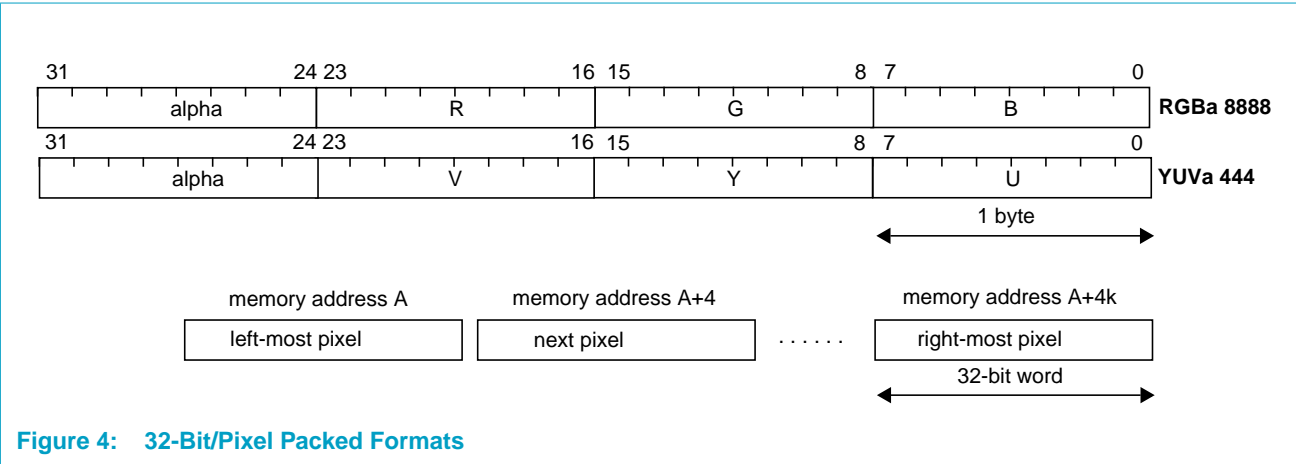 31 24 23 16 15 8 7 0
alpha R G B RGBa 8888
31 24 23 16 15 8 7 0
alpha V Y U YUVa 444
1 byte
memory address A memory address A+4 memory address A+4k
left-most pixel next pixel . . . . . . right-most pixel
32-bit word
Figure 4: 32-Bit/Pixel Packed Formats